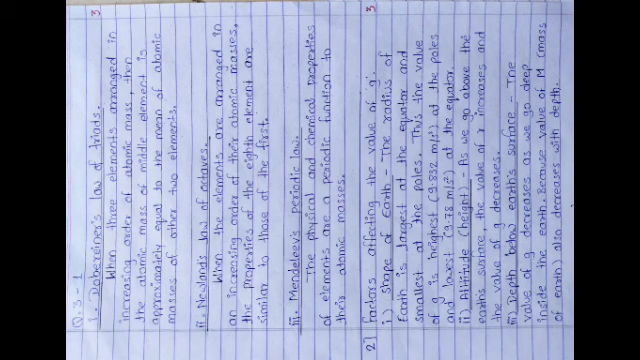 Q.3-1
i. Dobereiner's law of triads. 3
When three elements arranged in
increasing order of atomic mass, then
the atomic mass of middle element is
approximately equal to the mean of atomic
masses of other two elements.
ii. Newland's law of octaves.
When the elements are arranged in
an increasing order of their atomic masses,
the properties of the eighth element are
similar to those of the first.
iii. Mendeleev's periodic law.
The physical and chemical properties
of elements are a periodic function to
their atomic masses.
2] Factors affecting the value of g. 3
i) Shape of Earth - The radius of
Earth is largest at the equator and
smallest at the poles. Thus the value
of g is heighest (9.832 m/s²) at the poles
and lowest (9.78 m/s²) at the equator.
ii) Altitude (height) - As we go above the
earth's surface, the value of r increases and
the value of g decreases.
iii) Depth below earth's surface - The
value of g decreases as we go deep
inside the earth. Because value of M (mass
of earth) also decreases with depth.